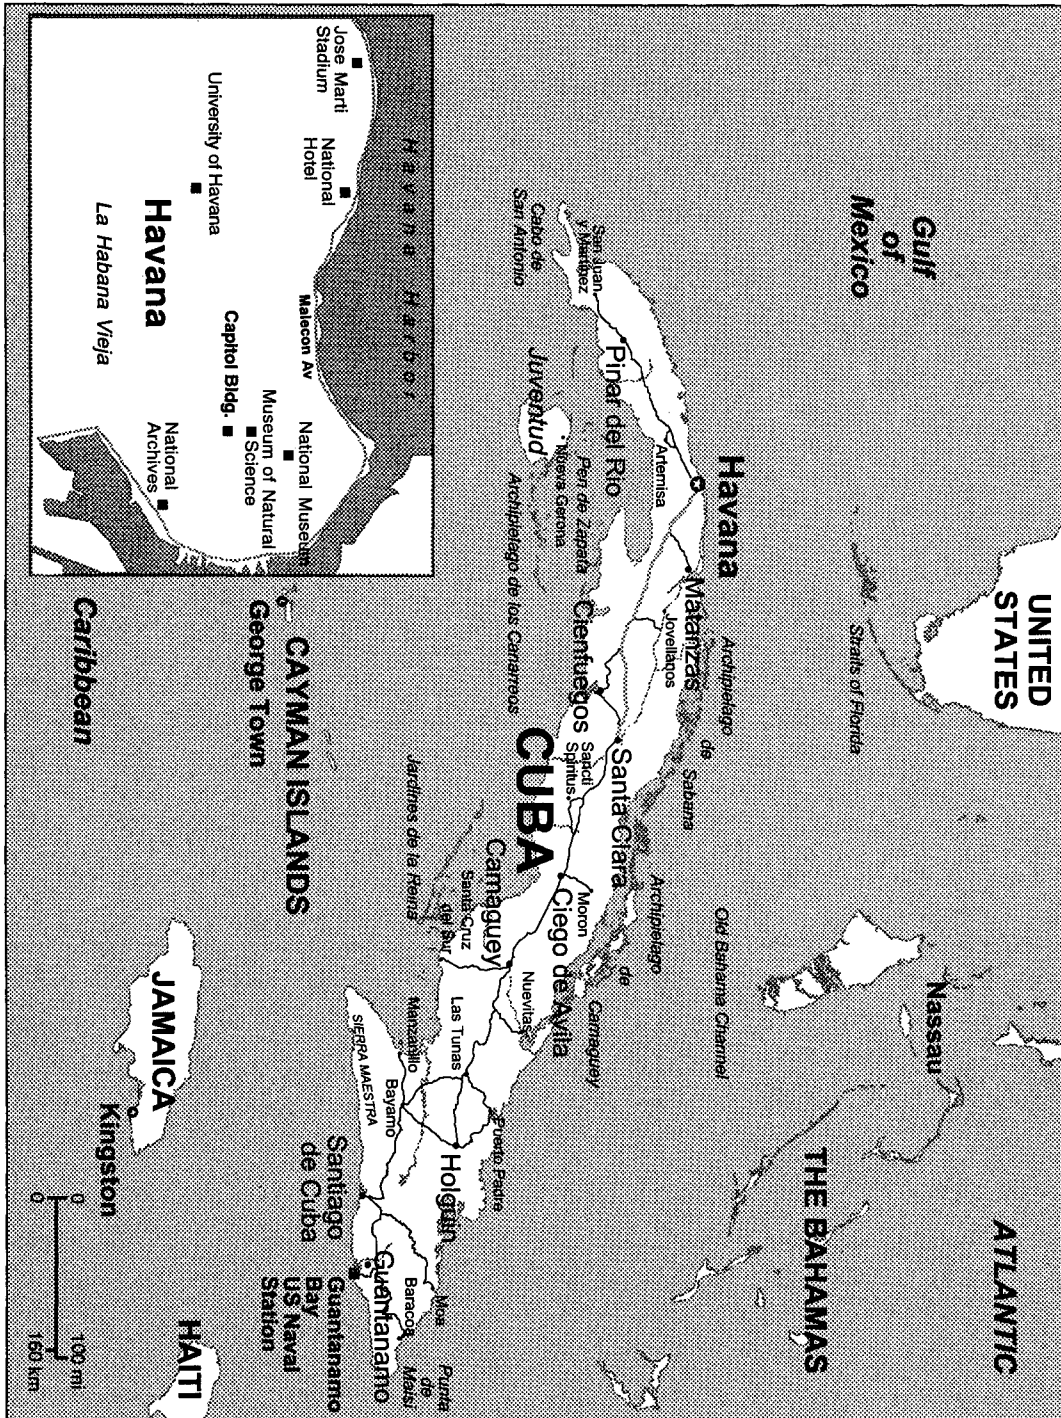 UNITED
STATES
Gulf
of
Mexico
Straits of Florida
ATLANTIC
Nassau
THE BAHAMAS
Old Bahama Channel
Havana
Matanzas
Archipielago
de
Sabana
Archipielago
de
Camaguey
San Juan
y Martinez
Pinar del Rio
Artemisa
Jovellanos
Cabo de
San Antonio
Juventud
Nueva Gerona
Pen de Zapata
Archipielago de los Canarreos
Cienfuegos
Santa Clara
Sancti
Spiritus
CUBA
Moron
Ciego de Avila
Camaguey
Nuevitas
Santa Cruz
del Sur
Jardines de la Reina
Las Tunas
Puerto Padre
Manzanillo
Holguin
Bayamo
SIERRA MAESTRA
Santiago
de Cuba
Moa
Baracoa
Guantanamo
Punta
de
Maisi
Guantanamo
Bay
US Naval
Station
CAYMAN ISLANDS
George Town
Caribbean
JAMAICA
Kingston
HAITI
0
100 mi
0
160 km
Havana Harbor
Jose Marti
Stadium
National
Hotel
Malecon Av
National Museum
Museum of Natural
Science
Capitol Bldg.
University of Havana
Havana
National
Archives
La Habana Vieja